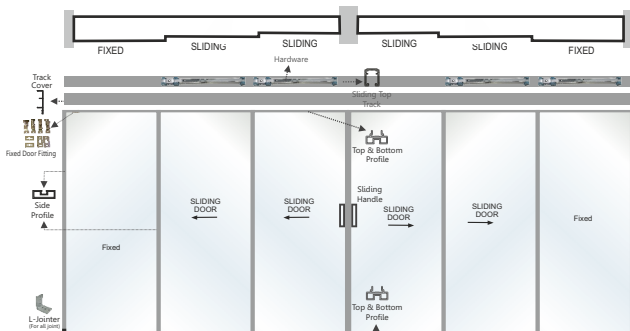 FIXED
SLIDING
SLIDING
SLIDING
SLIDING
FIXED
Hardware
Track
Cover
Sliding Top
Track
Fixed Door Fitting
Top & Bottom
Profile
Side
Profile
SLIDING
DOOR
SLIDING
DOOR
Sliding
Handle
SLIDING
DOOR
SLIDING
DOOR
Fixed
Fixed
L-Jointer
(For all joint)
Top & Bottom
Profile